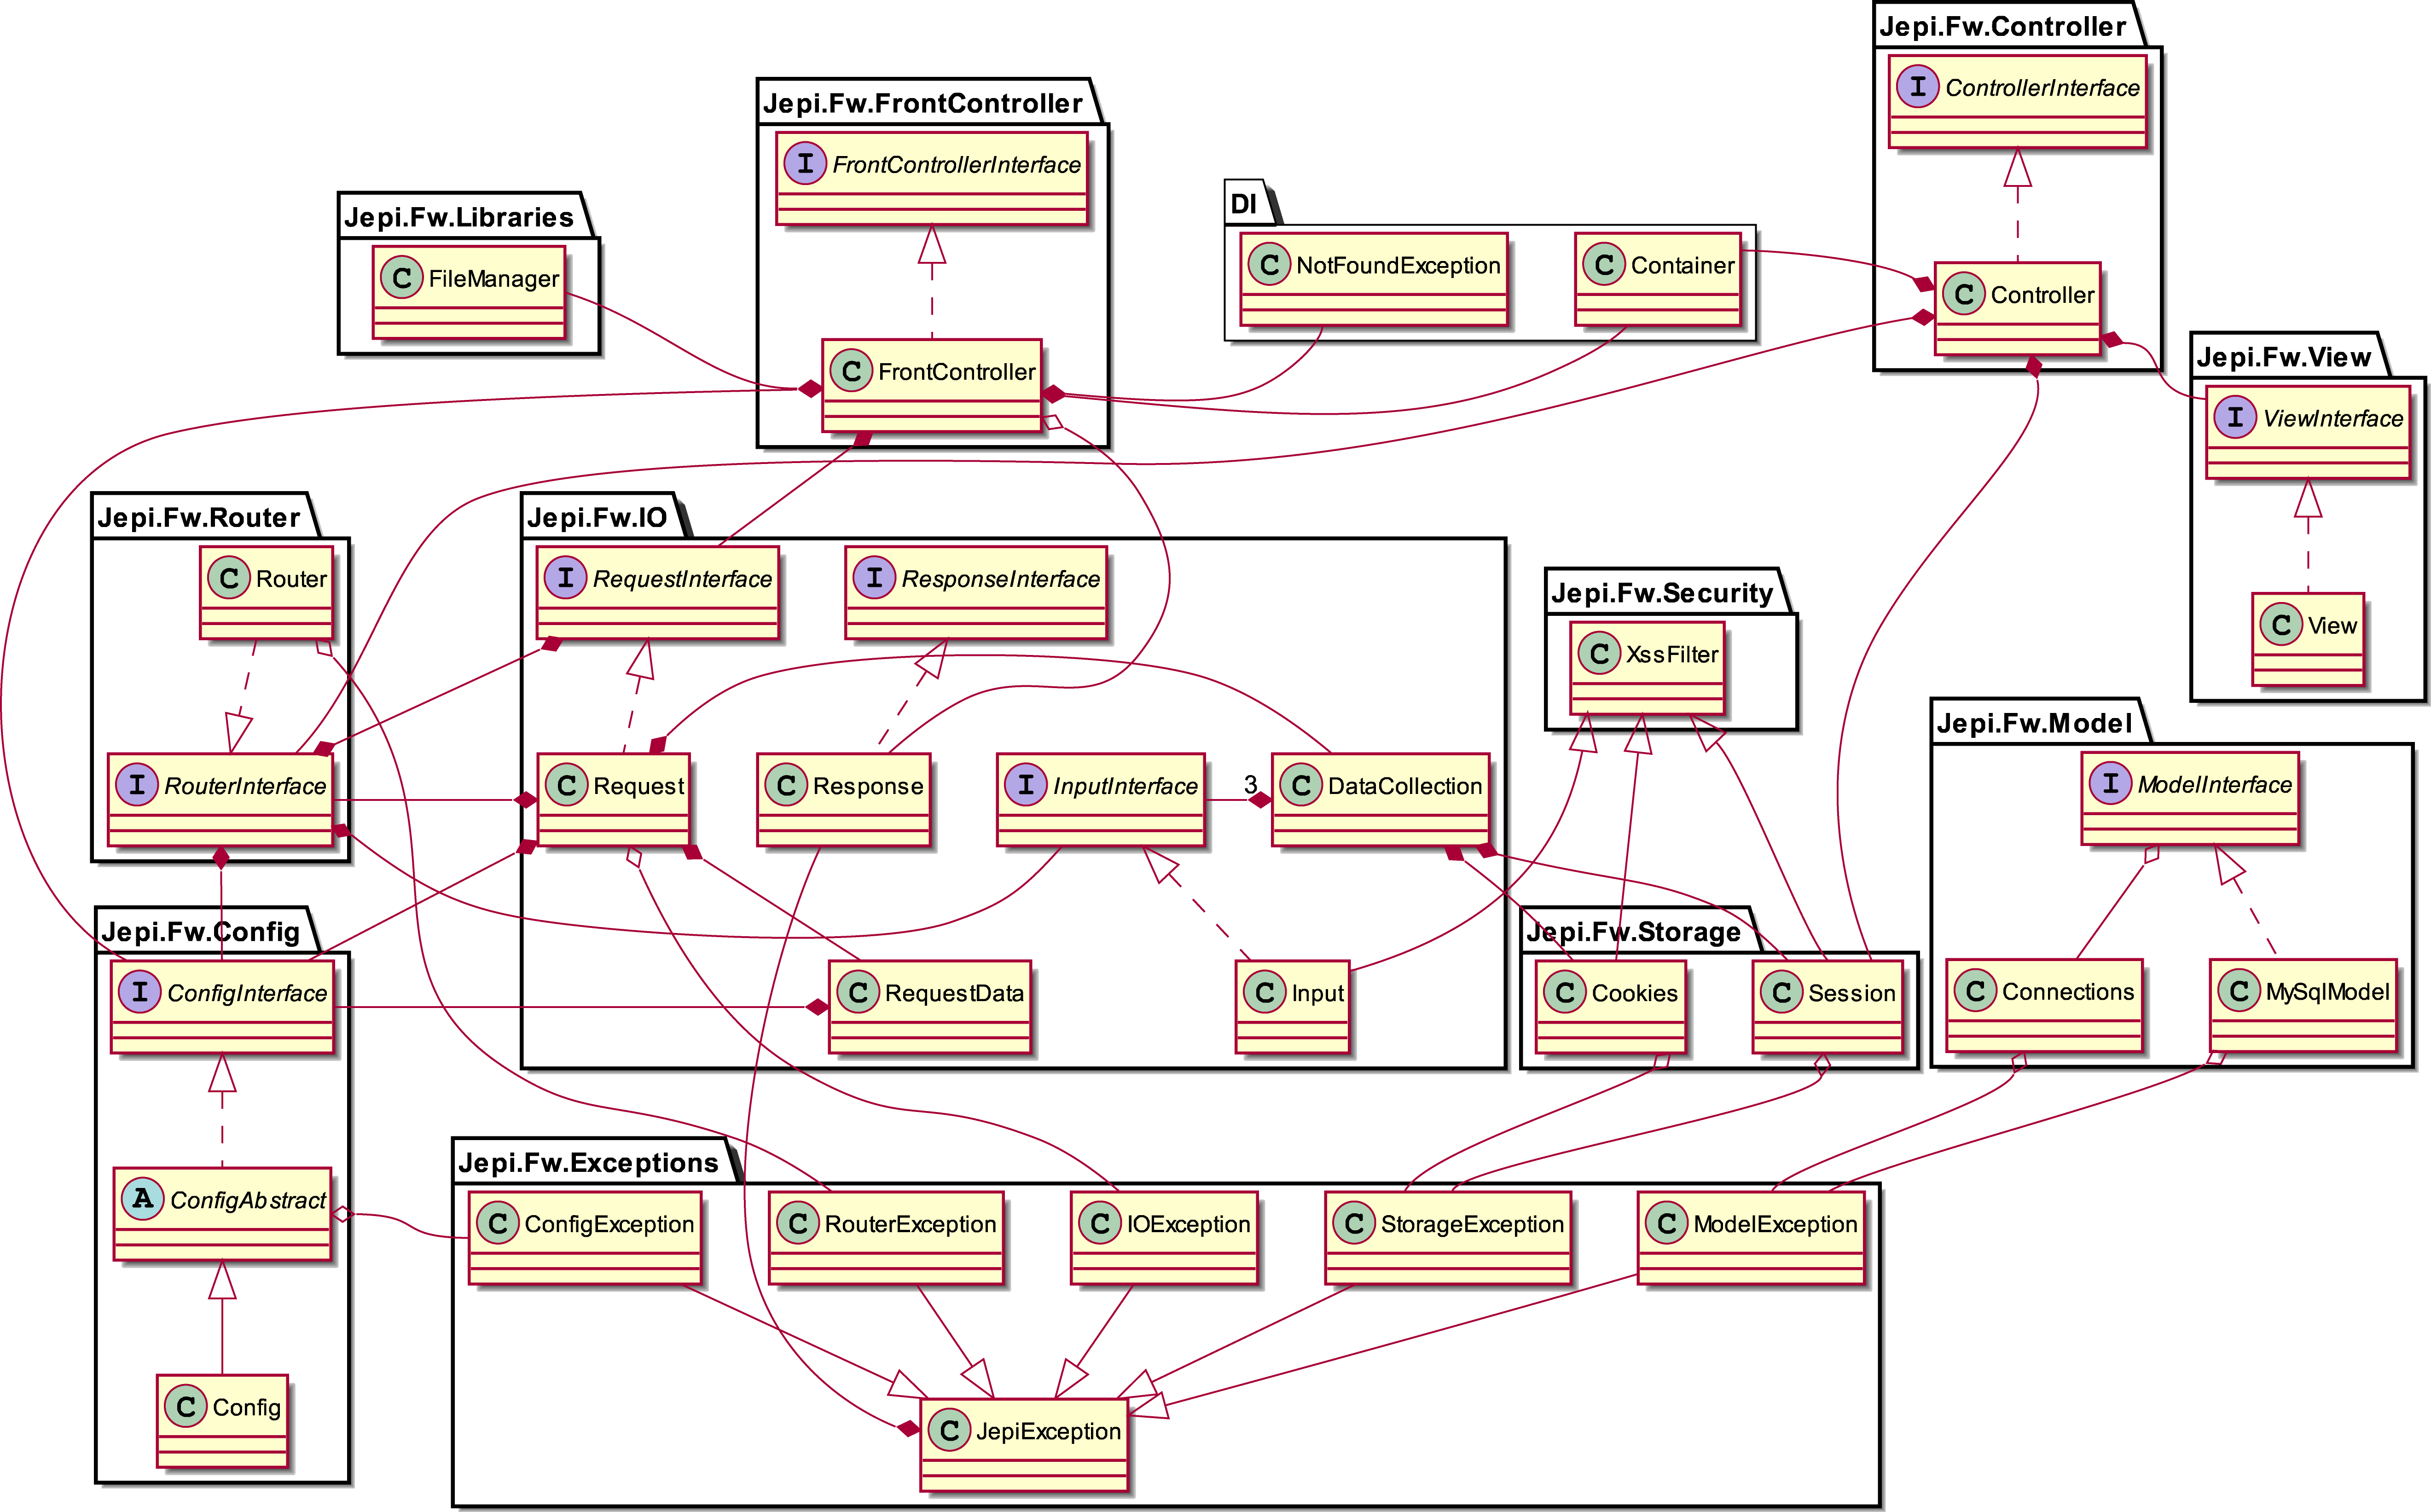 Jepi.Fw.Controller
I ControllerInterface
C Controller
Jepi.Fw.FrontController
I FrontControllerInterface
C FrontController
Jepi.Fw.Libraries
C FileManager
DI
C NotFoundException
C Container
Jepi.Fw.View
I ViewInterface
C View
Jepi.Fw.Router
C Router
I RouterInterface
Jepi.Fw.IO
I RequestInterface
I ResponseInterface
C Request
C Response
I InputInterface
3
C DataCollection
C RequestData
C Input
Jepi.Fw.Security
C XssFilter
Jepi.Fw.Model
I ModelInterface
C Connections
C MySqlModel
Jepi.Fw.Storage
C Cookies
C Session
Jepi.Fw.Config
I ConfigInterface
A ConfigAbstract
C Config
Jepi.Fw.Exceptions
C ConfigException
C RouterException
C IOException
C StorageException
C ModelException
C JepiException